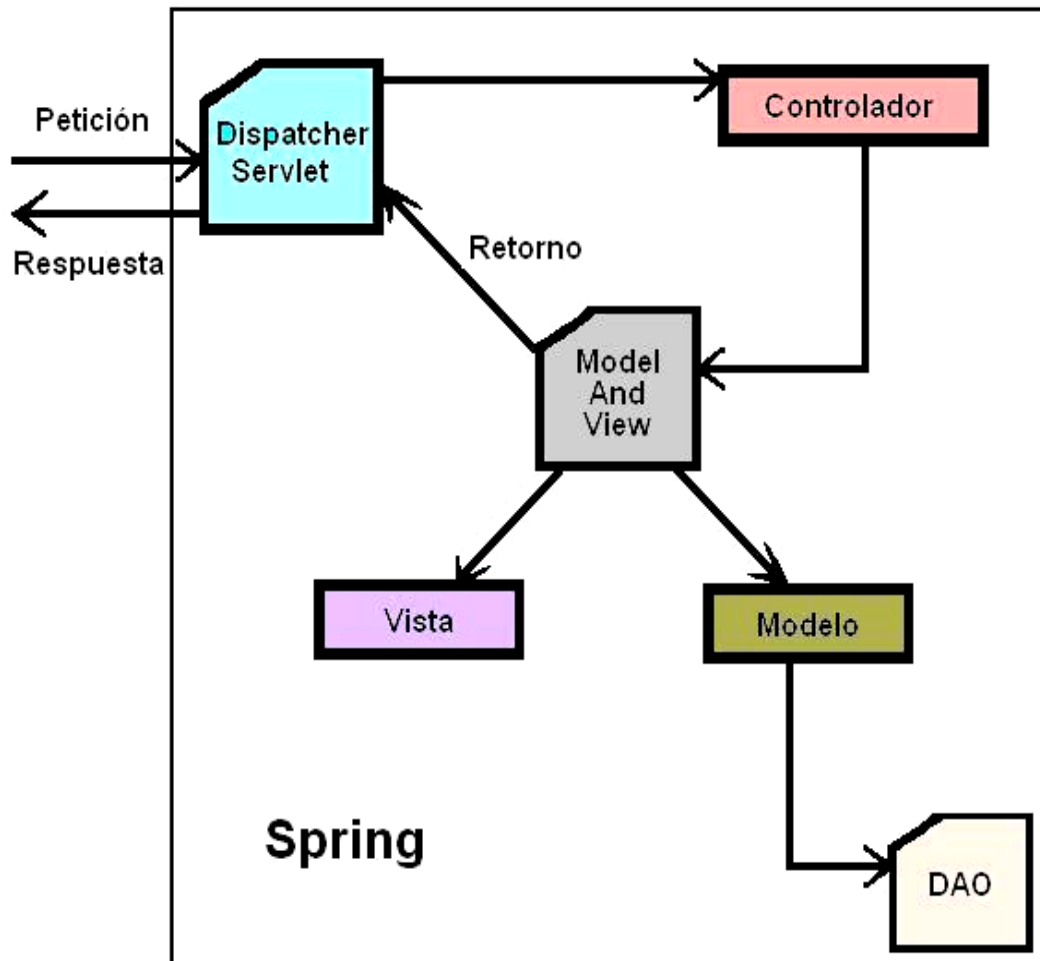 Petición
Dispatcher
Servlet
Controlador
Respuesta
Retorno
Model
And
View
Vista
Modelo
Spring
DAO